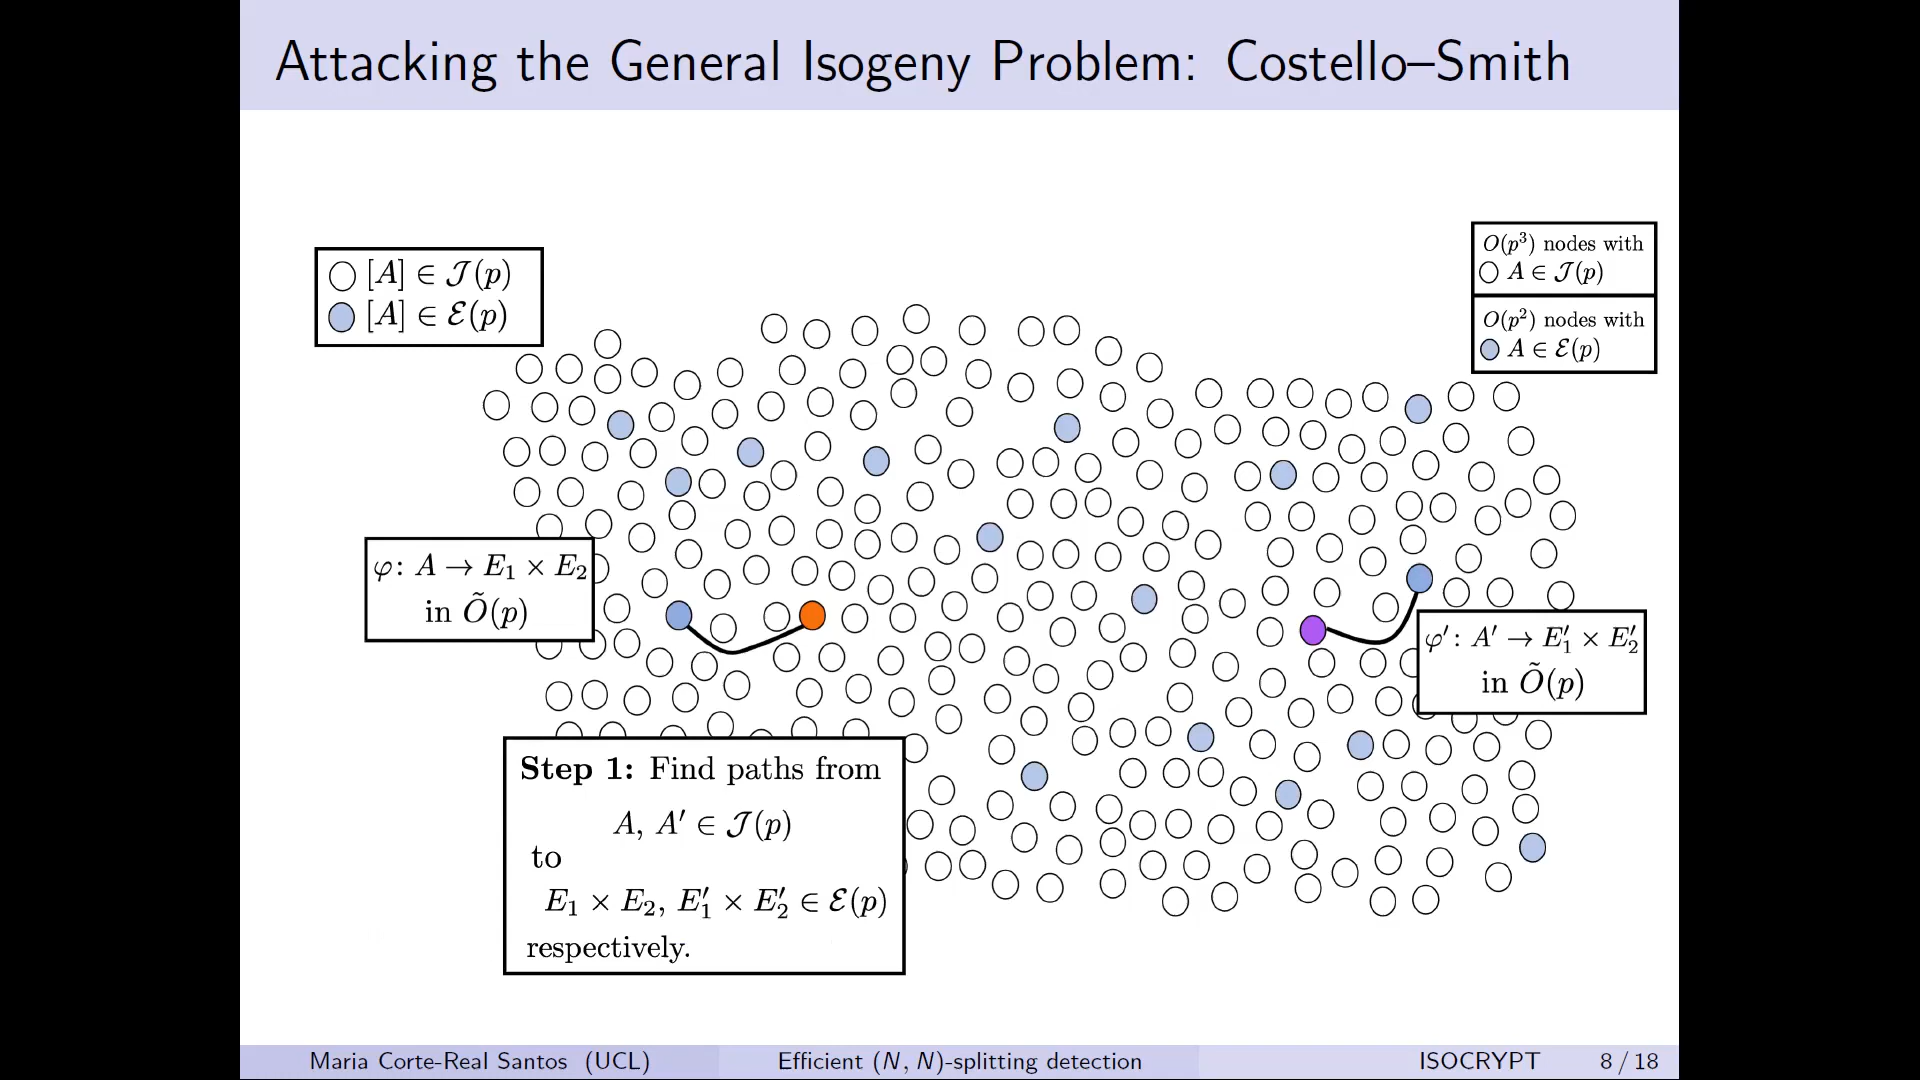 Attacking the General Isogeny Problem: Costello–Smith
[A] ∈ 𝒥(p)
[A] ∈ ℰ(p)
O(p³) nodes with
A ∈ 𝒥(p)
O(p²) nodes with
A ∈ ℰ(p)
φ: A → E₁ × E₂
in Õ(p)
φ′: A′ → E′₁ × E′₂
in Õ(p)
Step 1: Find paths from
A, A′ ∈ 𝒥(p)
to
E₁ × E₂, E′₁ × E′₂ ∈ ℰ(p)
respectively.
Maria Corte-Real Santos (UCL) Efficient (N, N)-splitting detection ISOCRYPT 8 / 18